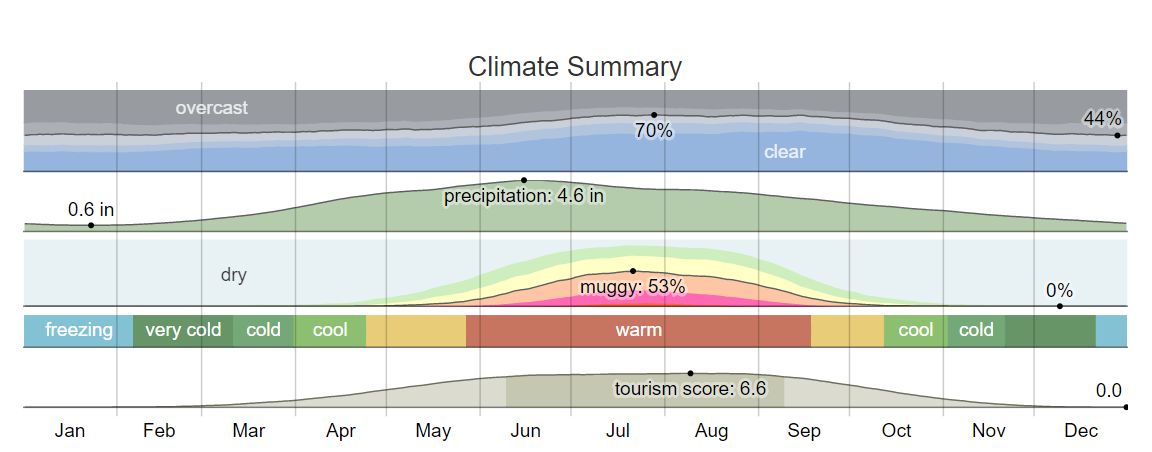 Climate Summary
overcast
44%
70%
clear
precipitation: 4.6 in
0.6 in
dry
muggy: 53%
0%
freezing very cold cold cool warm cool cold
tourism score: 6.6
0.0
Jan Feb Mar Apr May Jun Jul Aug Sep Oct Nov Dec